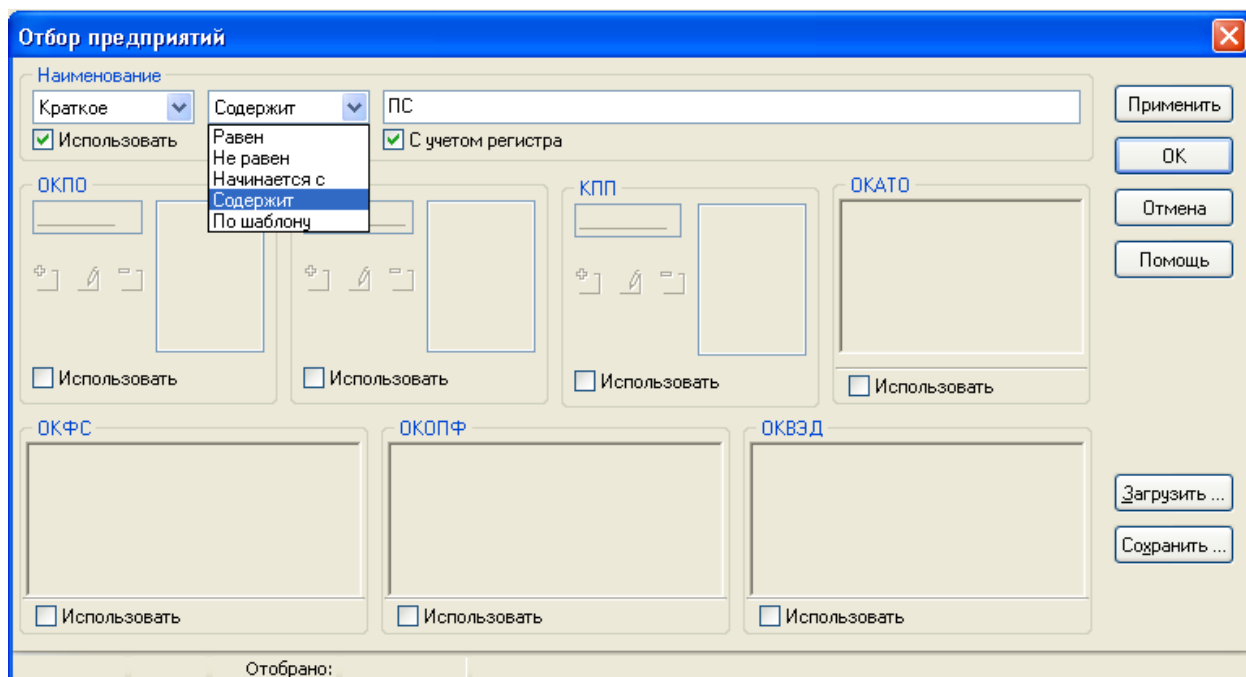 Отбор предприятий
Наименование
Краткое Содержит ПС
Использовать С учетом регистра
Равен
Не равен
Начинается с
Содержит
По шаблону
ОКПО КПП ОКАТО
Использовать Использовать Использовать Использовать
ОКФС ОКОПФ ОКВЭД
Использовать Использовать Использовать
Применить
ОК
Отмена
Помощь
Загрузить ...
Сохранить ...
Отобрано: